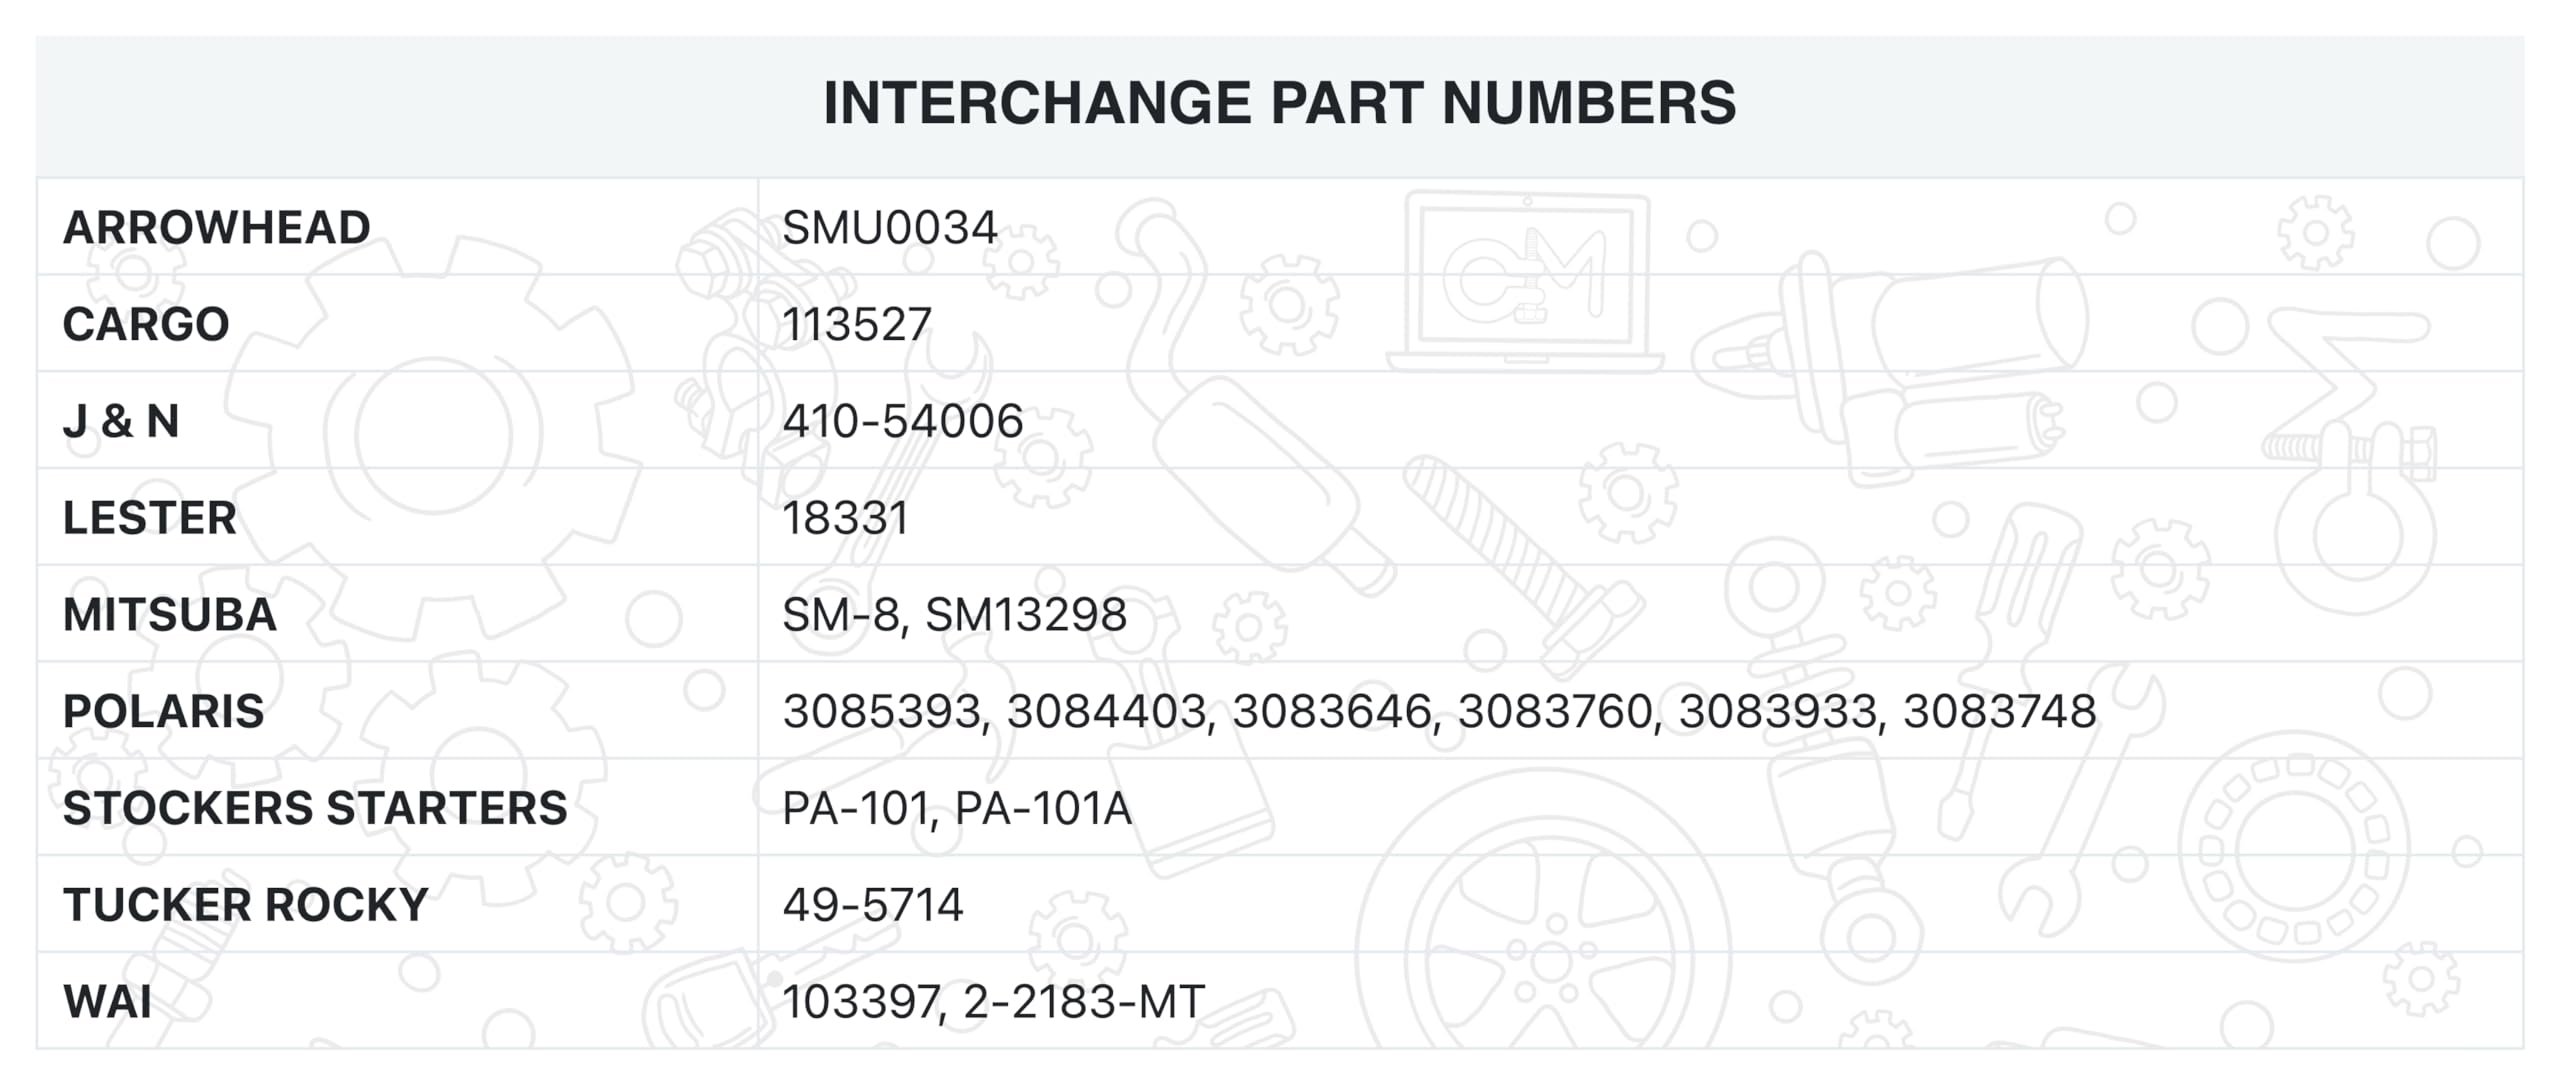 INTERCHANGE PART NUMBERS
ARROWHEAD SMU0034
CARGO 113527
J & N 410-54006
LESTER 18331
MITSUBA SM-8, SM13298
POLARIS 3085393, 3084403, 3083646, 3083760, 3083933, 3083748
STOCKERS STARTERS PA-101, PA-101A
TUCKER ROCKY 49-5714
WAI 103397, 2-2183-MT